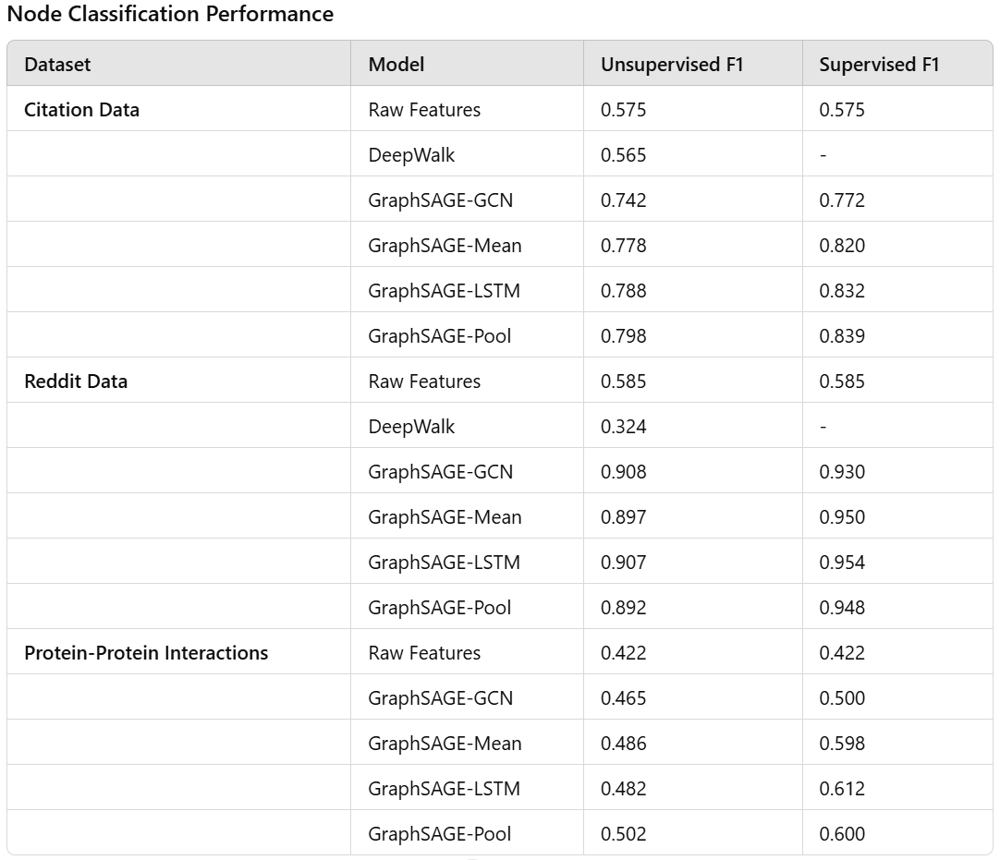 Node Classification Performance
Dataset Model Unsupervised F1 Supervised F1
Citation Data Raw Features 0.575 0.575
DeepWalk 0.565 -
GraphSAGE-GCN 0.742 0.772
GraphSAGE-Mean 0.778 0.820
GraphSAGE-LSTM 0.788 0.832
GraphSAGE-Pool 0.798 0.839
Reddit Data Raw Features 0.585 0.585
DeepWalk 0.324 -
GraphSAGE-GCN 0.908 0.930
GraphSAGE-Mean 0.897 0.950
GraphSAGE-LSTM 0.907 0.954
GraphSAGE-Pool 0.892 0.948
Protein-Protein Interactions Raw Features 0.422 0.422
GraphSAGE-GCN 0.465 0.500
GraphSAGE-Mean 0.486 0.598
GraphSAGE-LSTM 0.482 0.612
GraphSAGE-Pool 0.502 0.600